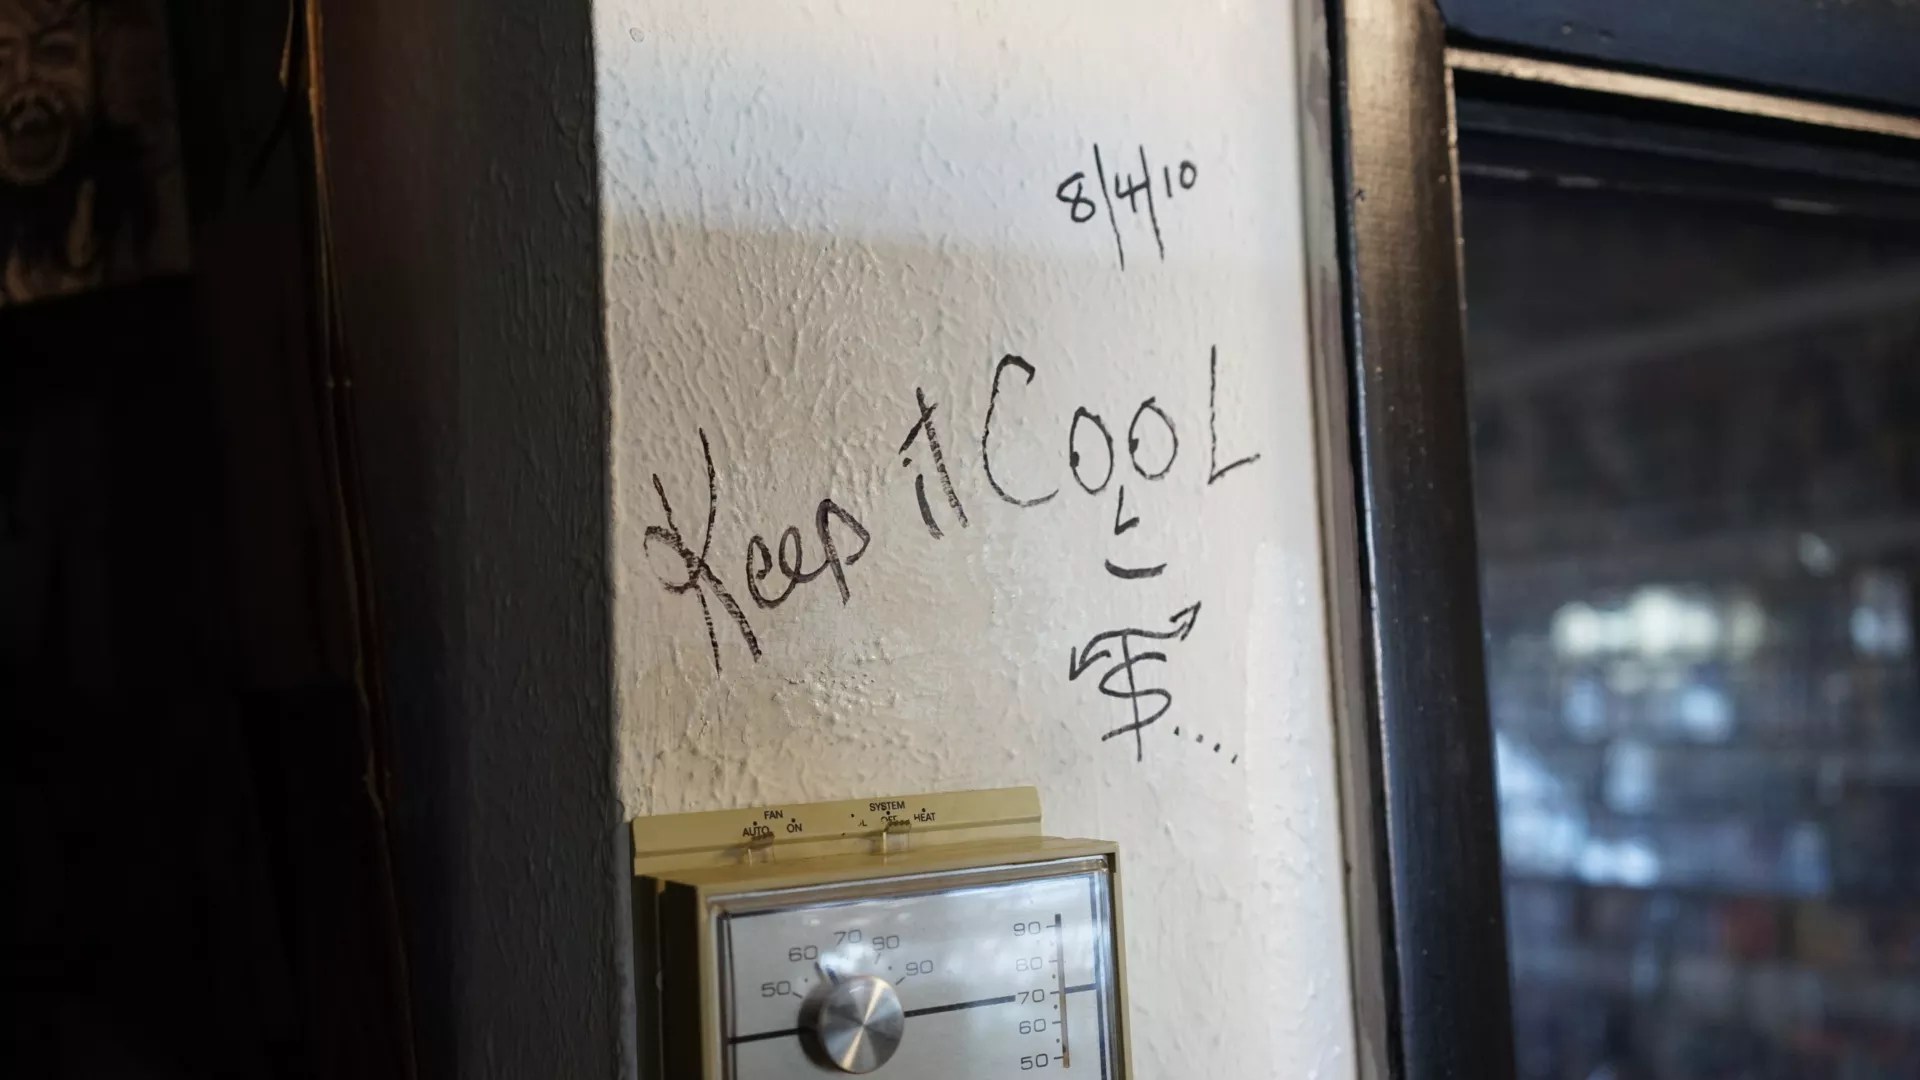 8/4/10
Keep it Cool
$.....
FAN
SYSTEM
AUTO
ON
OFF
HEAT
50
60
70
80
90
90
80
70
60
50